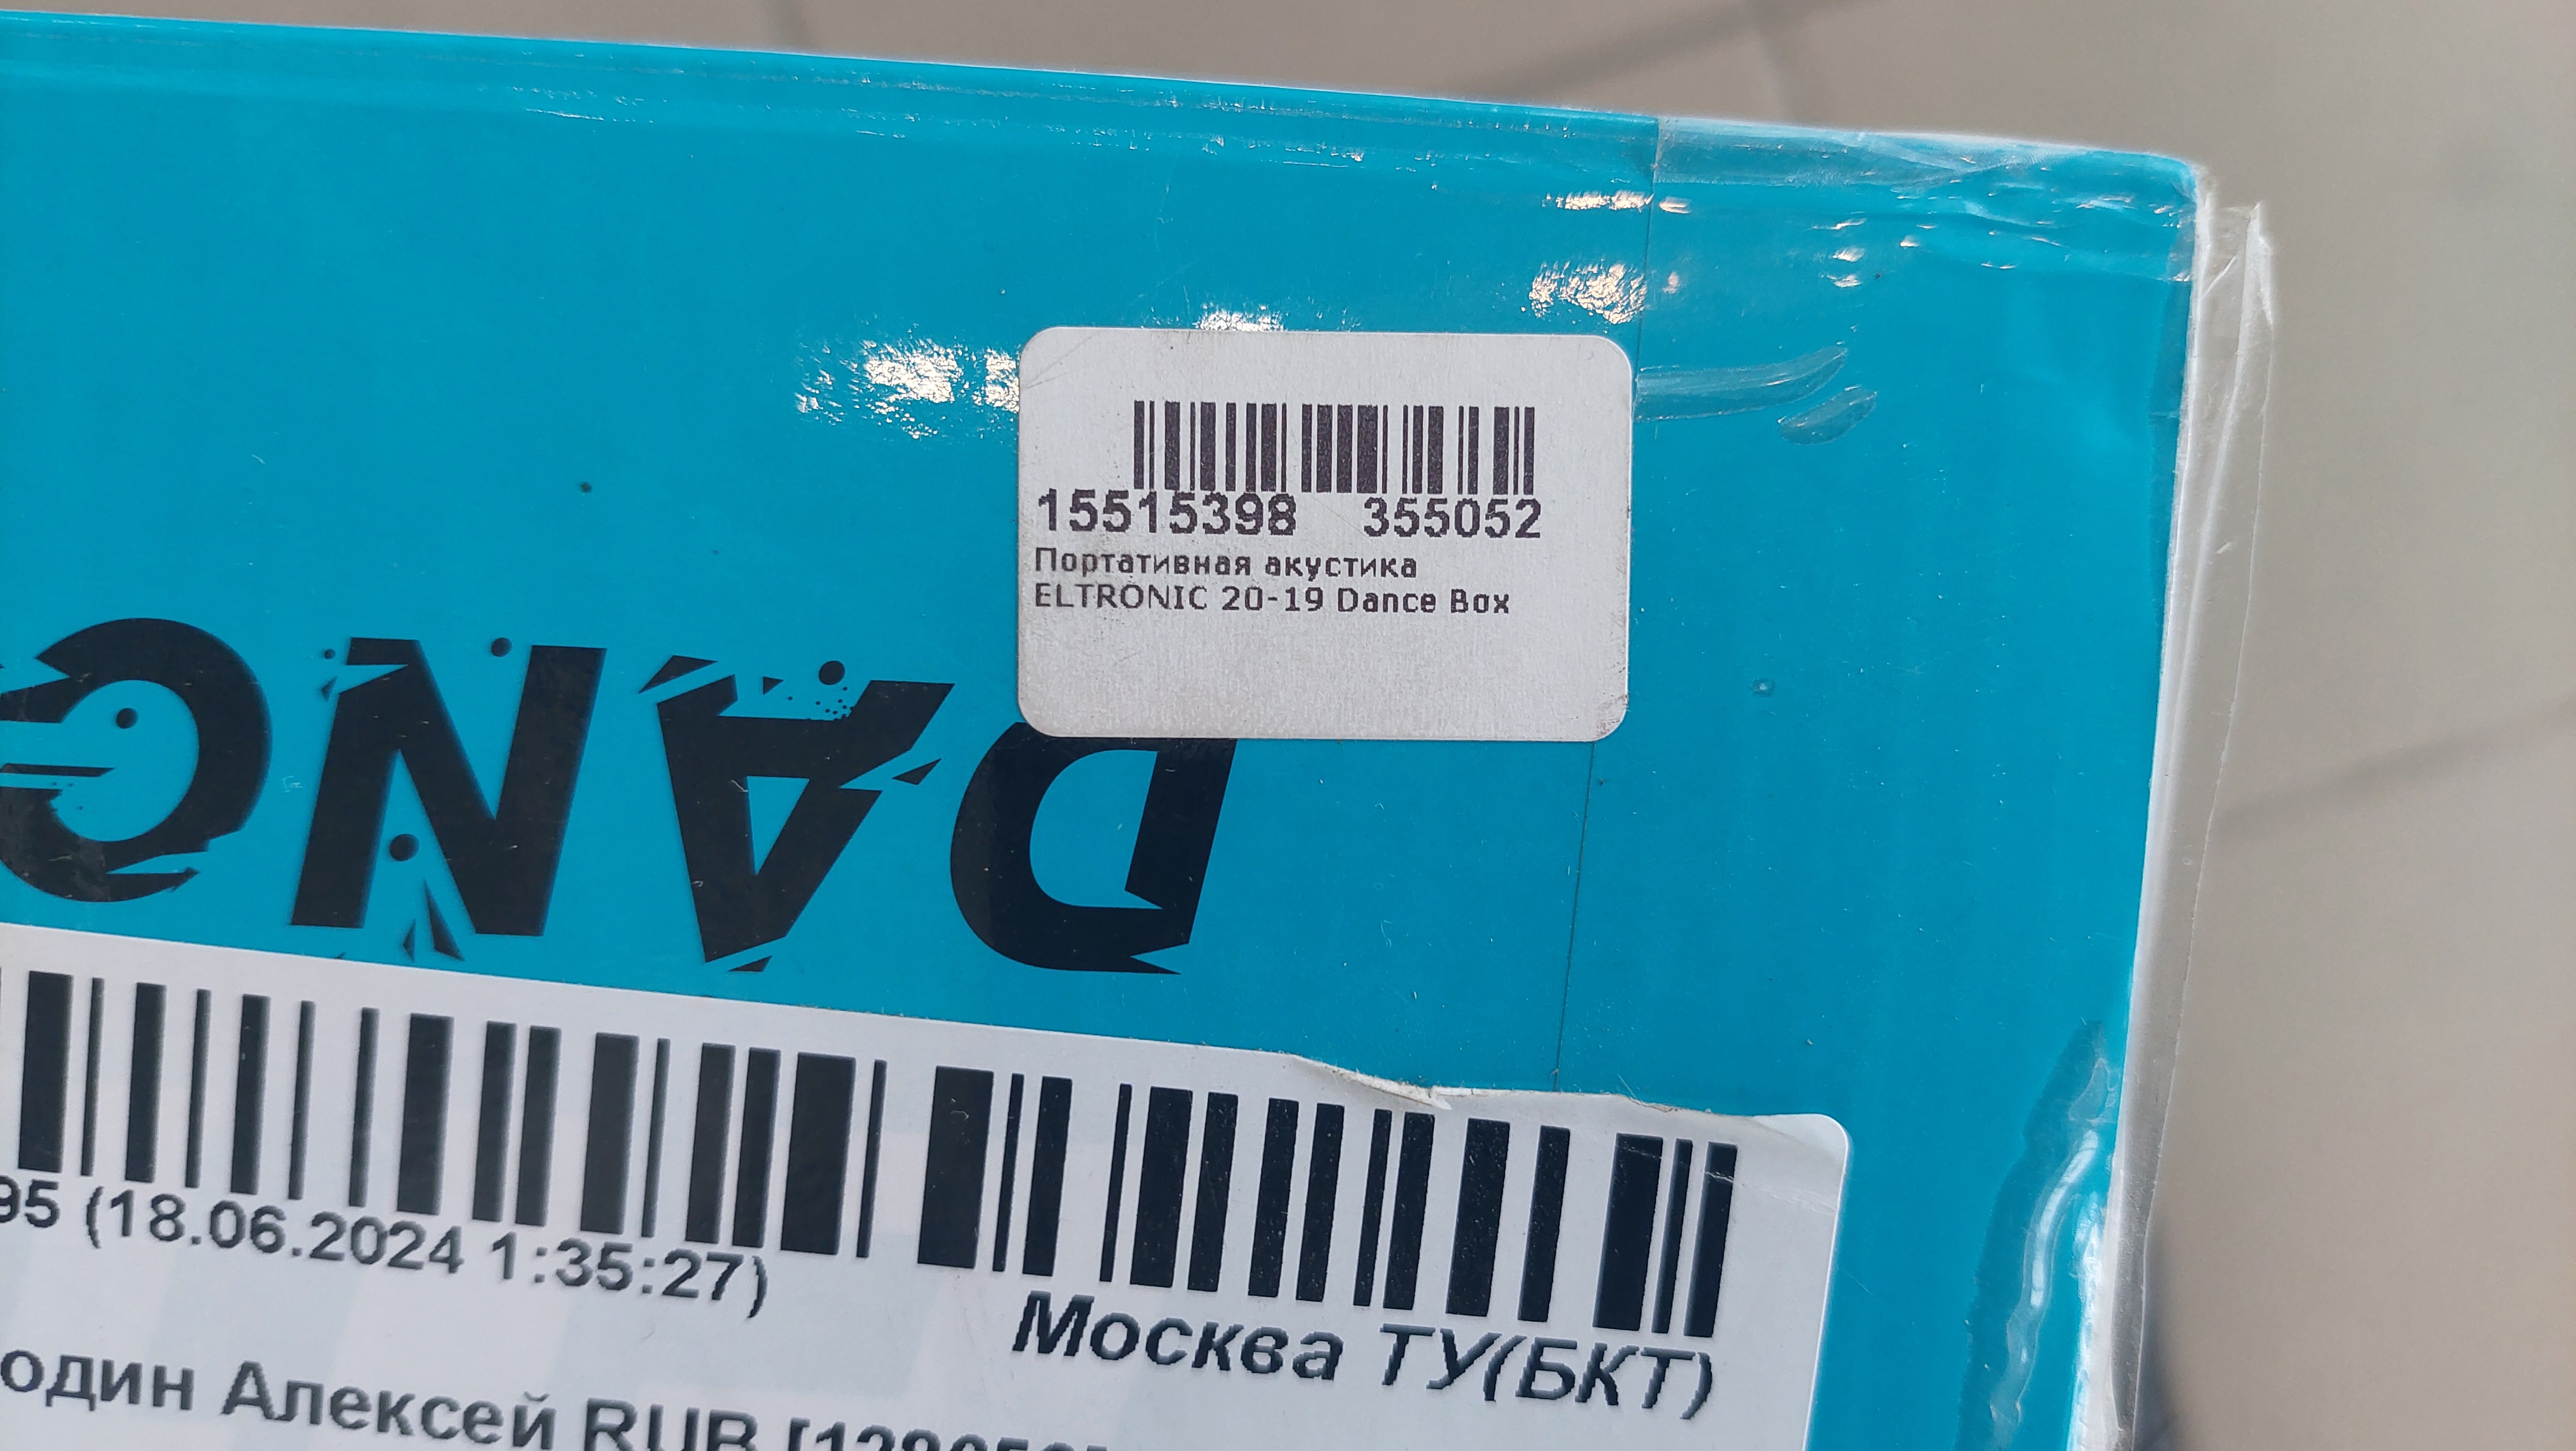 15515398 355052
Портативная акустика
ELTRONIC 20-19 Dance Box
DANC
95 (18.06.2024 1:35:27)
Москва ТУ(БКТ)
один Алексей RUB